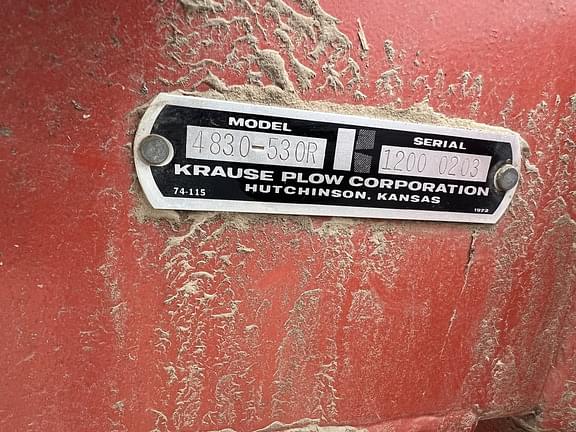 MODEL
4830-530R
SERIAL
1200 0203
KRAUSE PLOW CORPORATION
74-115
HUTCHINSON, KANSAS
1972